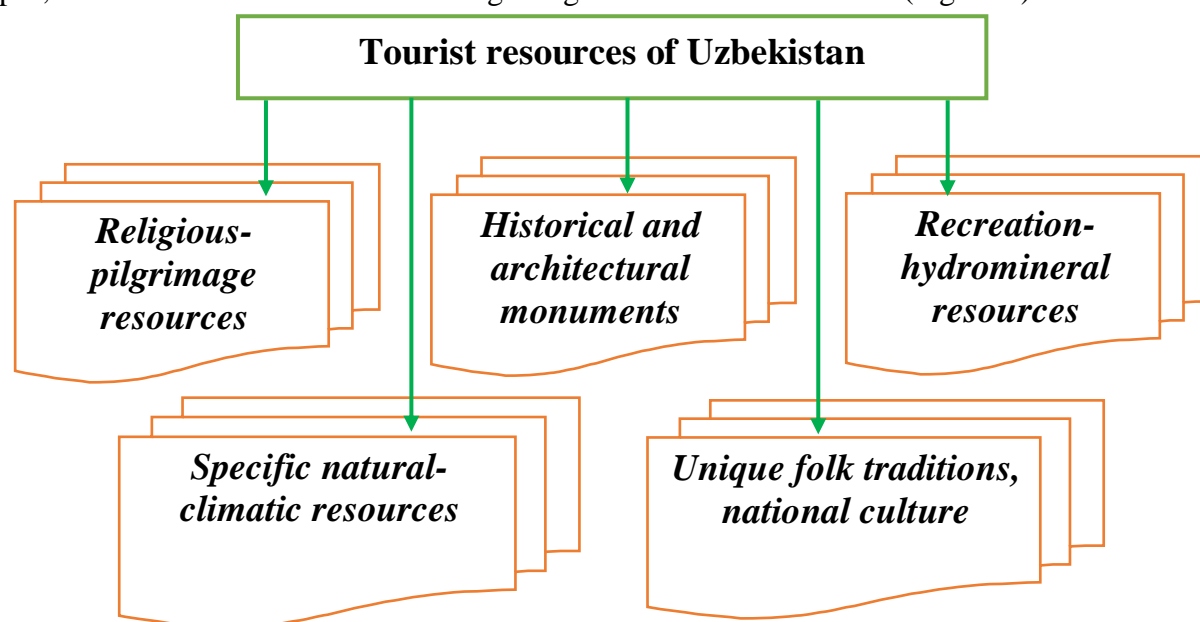 Tourist resources of Uzbekistan
Religious-
pilgrimage
resources
Historical and
architectural
monuments
Recreation-
hydromineral
resources
Specific natural-
climatic resources
Unique folk traditions,
national culture